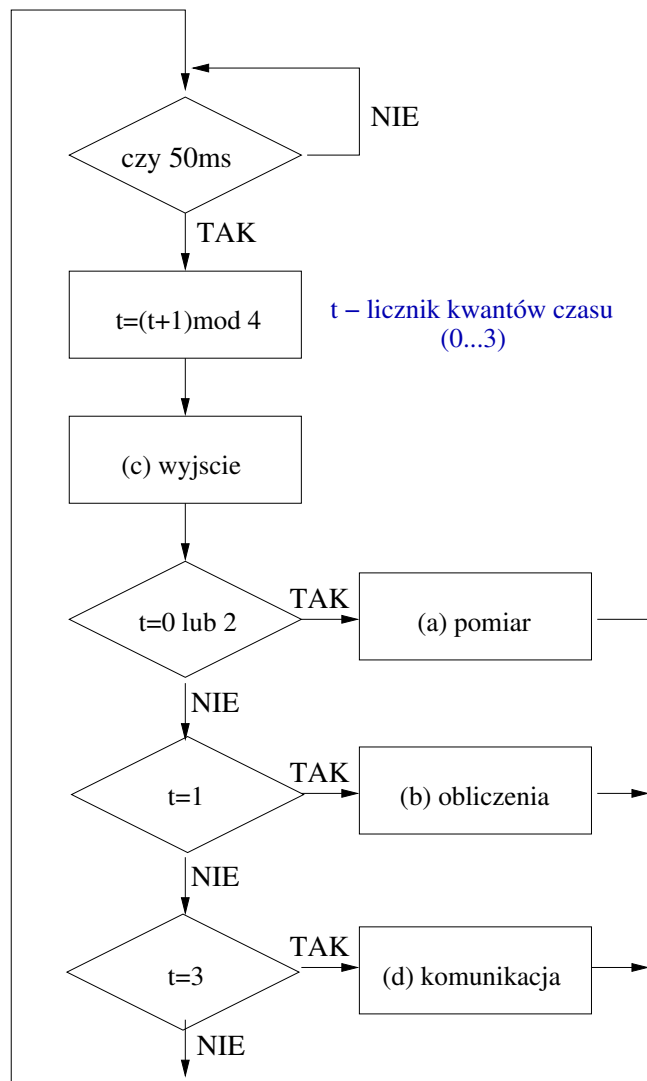 NIE
czy 50ms
TAK
t=(t+1)mod 4
t − licznik kwantów czasu
(0...3)
(c) wyjscie
t=0 lub 2
TAK
(a) pomiar
NIE
t=1
TAK
(b) obliczenia
NIE
t=3
TAK
(d) komunikacja
NIE